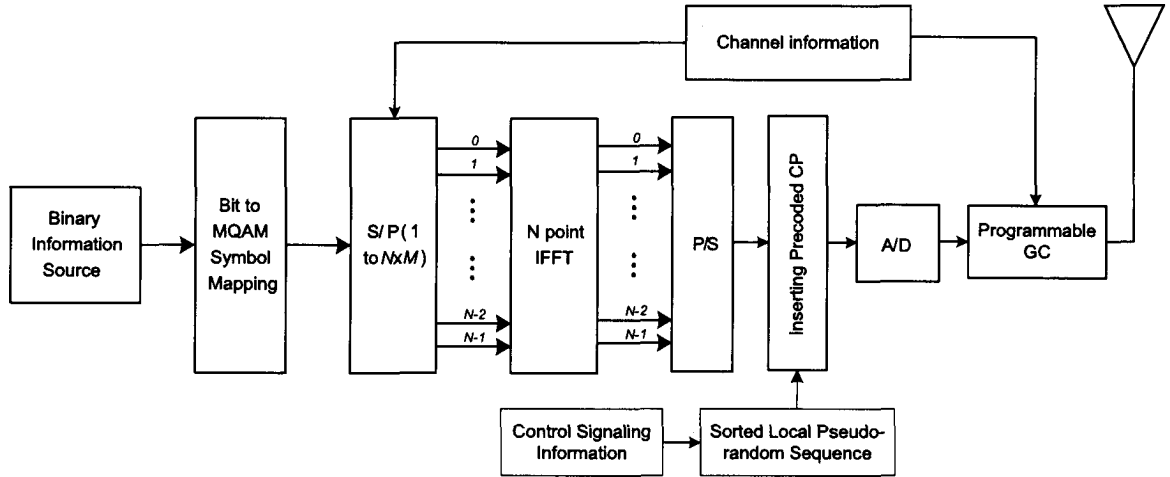 Channel information
Binary
Information
Source
Bit to
MQAM
Symbol
Mapping
S/P(1
to NxM)
0
1
N-2
N-1
N point
IFFT
0
1
N-2
N-1
P/S
Inserting Precoded CP
A/D
Programmable
GC
Control Signaling
Information
Sorted Local Pseudo-
random Sequence